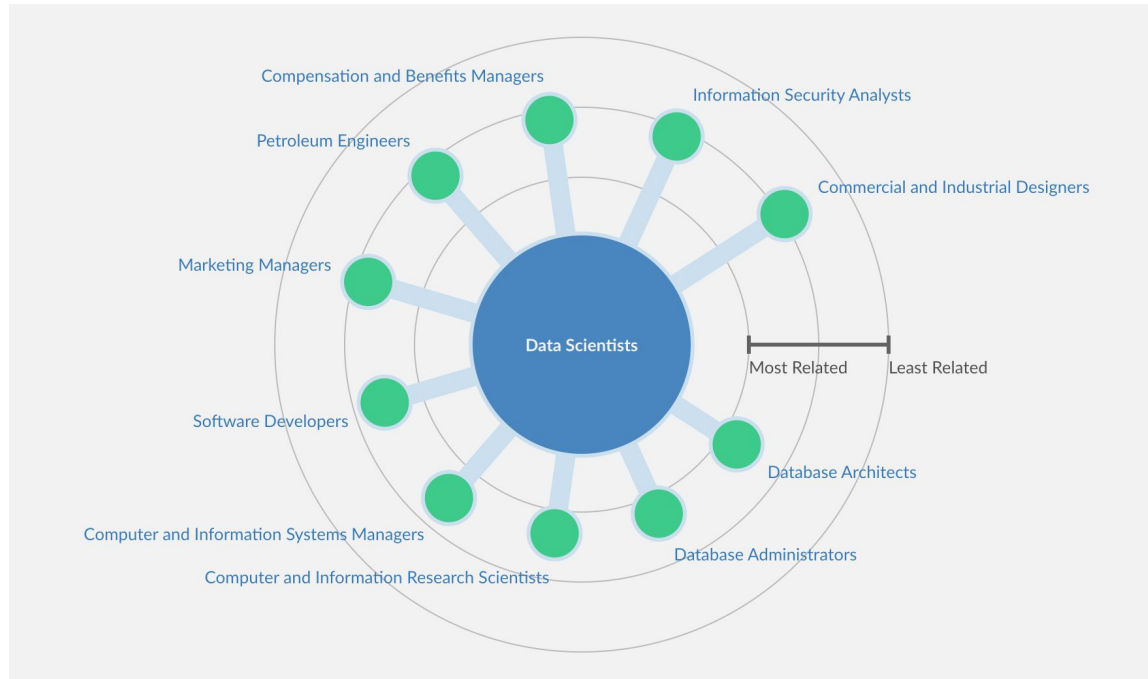 Compensation and Benefits Managers
Information Security Analysts
Petroleum Engineers
Commercial and Industrial Designers
Marketing Managers
Data Scientists
Most Related
Least Related
Software Developers
Database Architects
Computer and Information Systems Managers
Database Administrators
Computer and Information Research Scientists